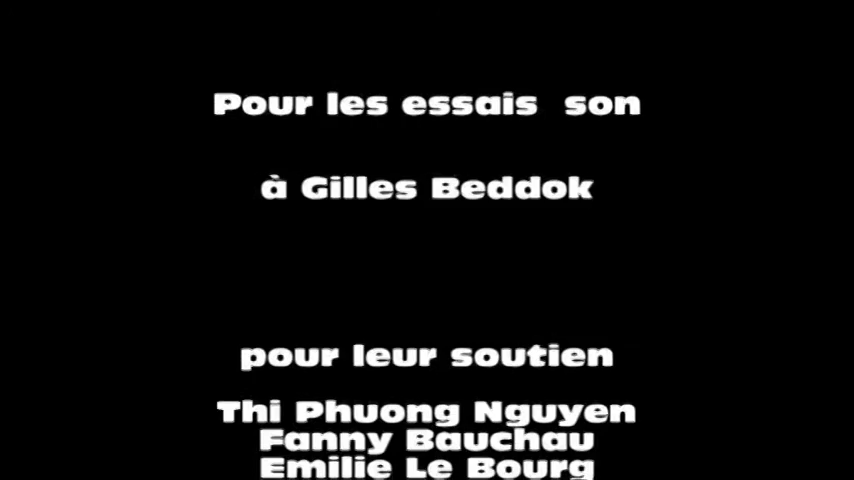 Pour les essais  son
à Gilles Beddok
pour leur soutien
Thi Phuong Nguyen
Fanny Bauchau
Emilie Le Bourg